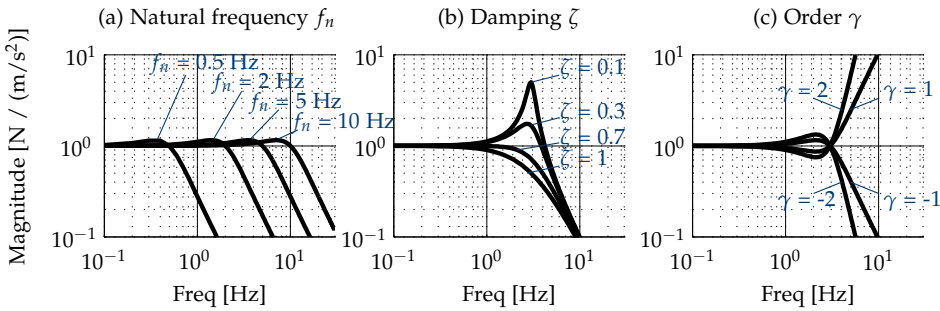 (a) Natural frequency fₙ
(b) Damping ζ
(c) Order γ
Magnitude [N / (m/s²)]
10¹
10⁰
10⁻¹
fₙ = 0.5 Hz
fₙ = 2 Hz
fₙ = 5 Hz
fₙ = 10 Hz
10⁻¹ 10⁰ 10¹
Freq [Hz]
10¹
10⁰
10⁻¹
ζ = 0.1
ζ = 0.3
ζ = 0.7
ζ = 1
10⁻¹ 10⁰ 10¹
Freq [Hz]
10¹
10⁰
10⁻¹
γ = 2 γ = 1
γ = -2 γ = -1
10⁻¹ 10⁰ 10¹
Freq [Hz]